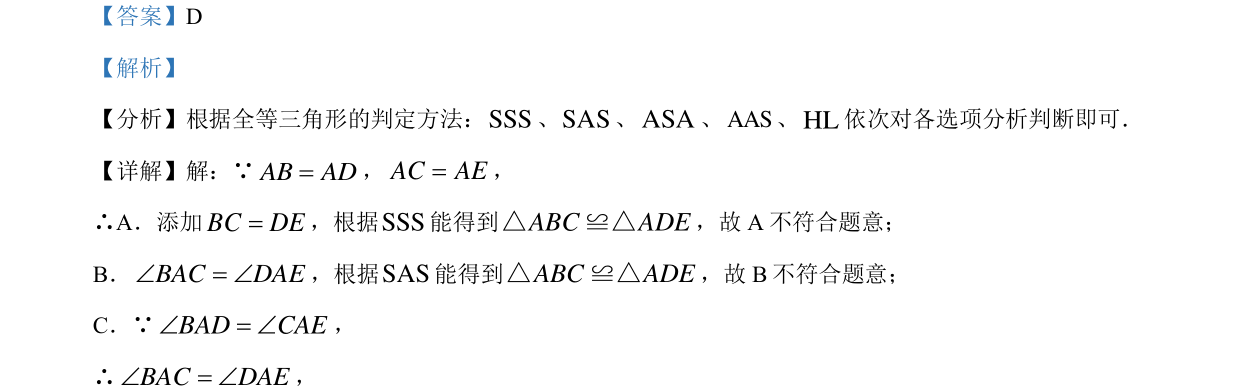 【答案】D
【解析】
【分析】根据全等三角形的判定方法：SSS、SAS、ASA、AAS、HL依次对各选项分析判断即可．
【详解】解：∵AB = AD，AC = AE，
∴A．添加BC = DE，根据SSS能得到△ABC≌△ADE，故A不符合题意；
B．∠BAC = ∠DAE，根据SAS能得到△ABC≌△ADE，故B不符合题意；
C．∵∠BAD = ∠CAE，
∴∠BAC = ∠DAE，